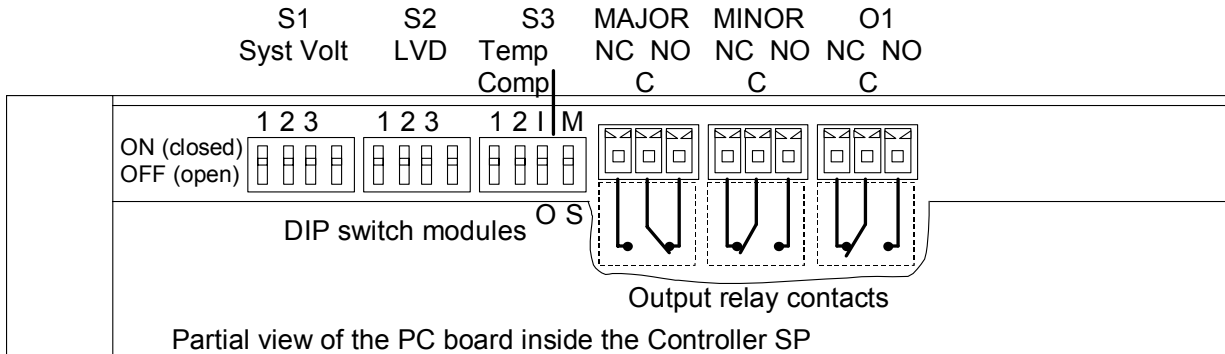 S1 S2 S3 MAJOR MINOR O1
Syst Volt LVD Temp NC NO NC NO NC NO
Comp C C C
1 2 3 1 2 3 1 2 I M
ON (closed)
OFF (open)
O S
DIP switch modules
Output relay contacts
Partial view of the PC board inside the Controller SP